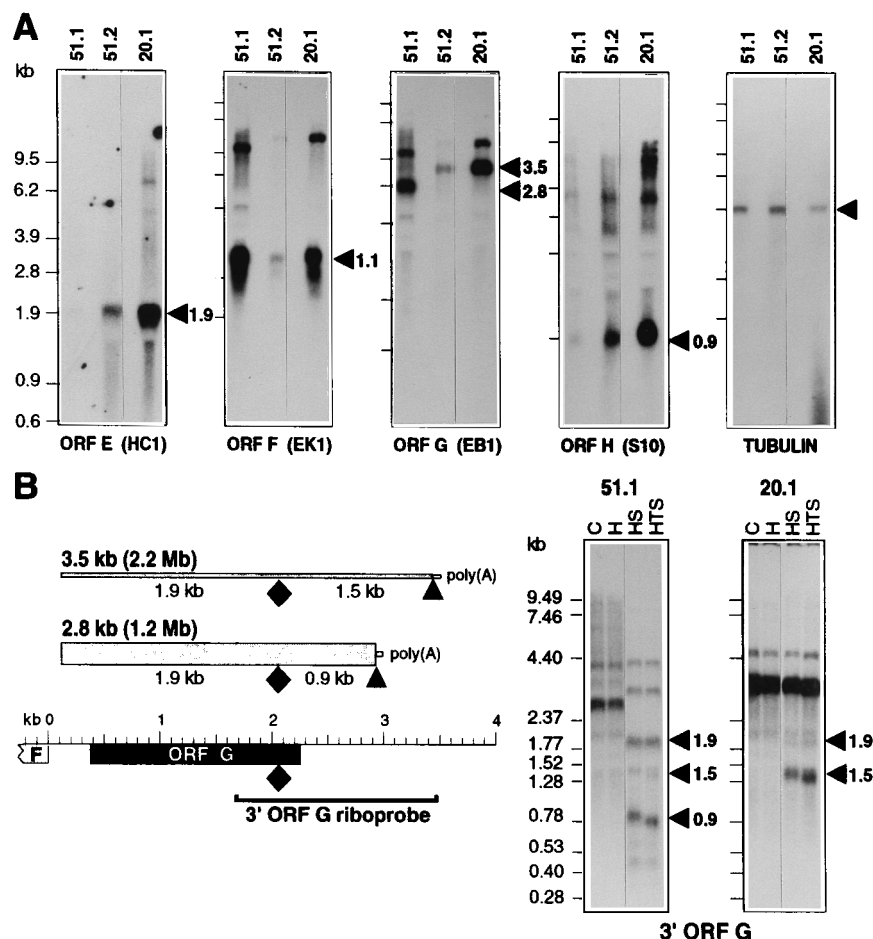 A
51.1 51.2 20.1
51.1 51.2 20.1
51.1 51.2 20.1
51.1 51.2 20.1
51.1 51.2 20.1
kb
9.5
6.2
3.9
2.8
1.9
0.9
0.6
1.9
1.1
3.5
2.8
0.9
ORF E (HC1)
ORF F (EK1)
ORF G (EB1)
ORF H (S10)
TUBULIN
B
3.5 kb (2.2 Mb)
poly(A)
1.9 kb 1.5 kb
2.8 kb (1.2 Mb)
poly(A)
1.9 kb 0.9 kb
kb 0 1 2 3 4
F ORF G
3' ORF G riboprobe
51.1
C H HS HTS
20.1
C H HS HTS
kb
9.49
7.46
4.40
2.37
1.77
1.52
1.28
0.78
0.53
0.40
0.28
1.9
1.5
0.9
1.9
1.5
3' ORF G